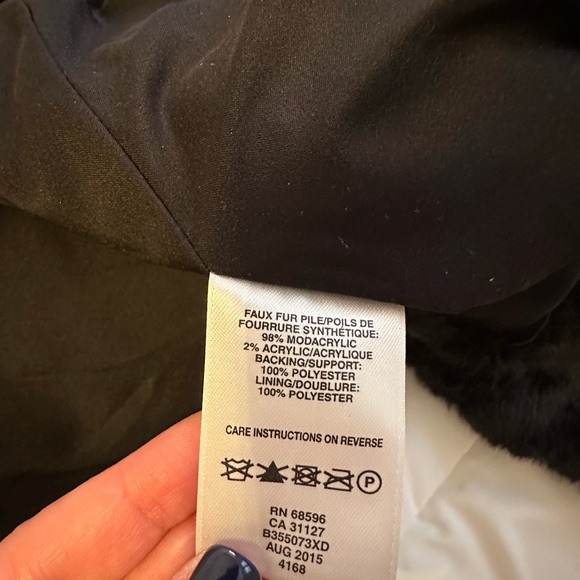 FAUX FUR PILE/POILS DE
FOURRURE SYNTHÉTIQUE:
98% MODACRYLIC
2% ACRYLIC/ACRYLIQUE
BACKING/SUPPORT:
100% POLYESTER
LINING/DOUBLURE:
100% POLYESTER
CARE INSTRUCTIONS ON REVERSE
P
RN 68596
CA 31127
B355073XD
AUG 2015
4168